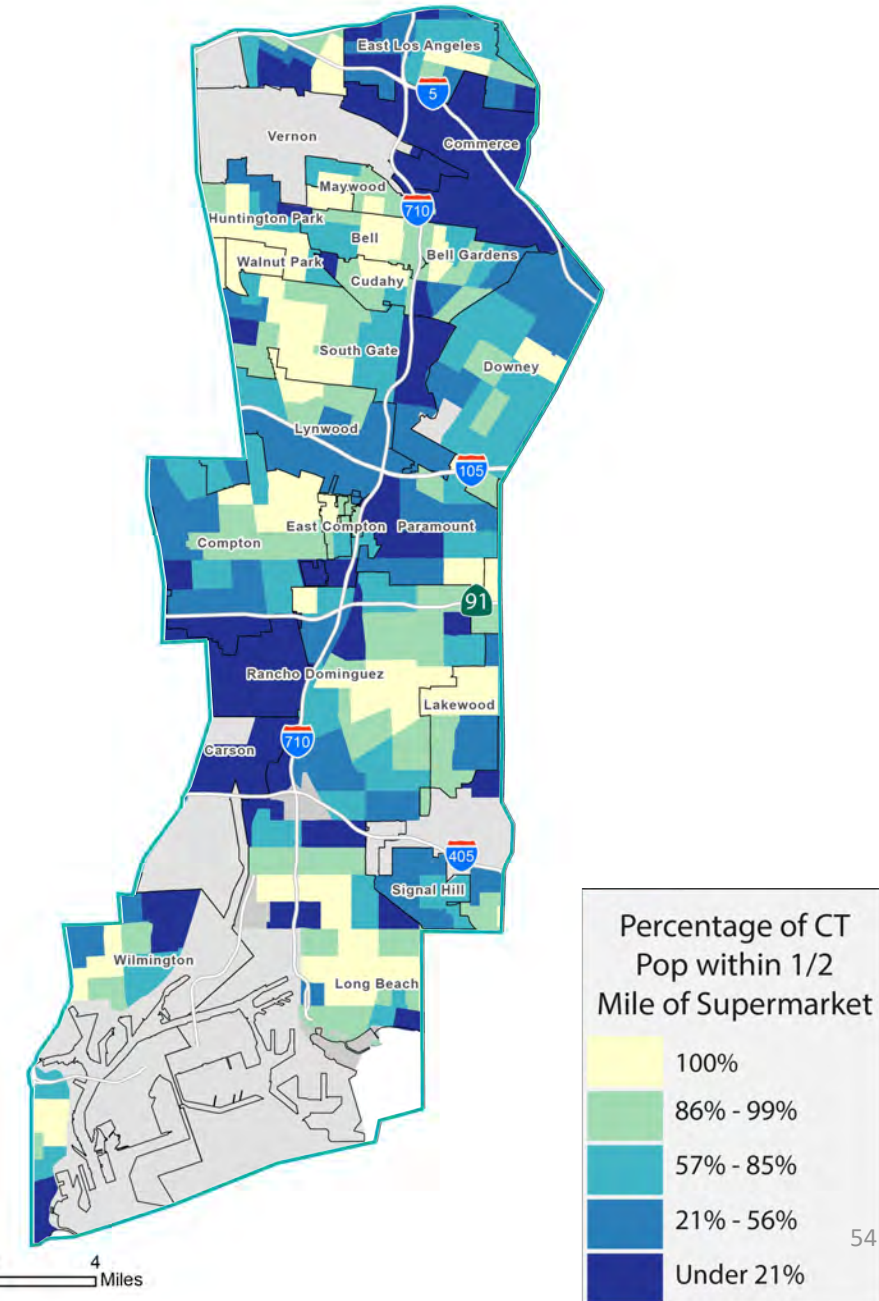 East Los Angeles
5
Vernon
Commerce
Maywood
710
Huntington Park
Bell
Walnut Park
Bell Gardens
Cudahy
South Gate
Downey
Lynwood
105
East Compton
Paramount
Compton
91
Rancho Dominguez
Lakewood
710
Carson
405
Signal Hill
Wilmington
Long Beach
4
Miles
Percentage of CT
Pop within 1/2
Mile of Supermarket
100%
86% - 99%
57% - 85%
21% - 56%
Under 21%
54